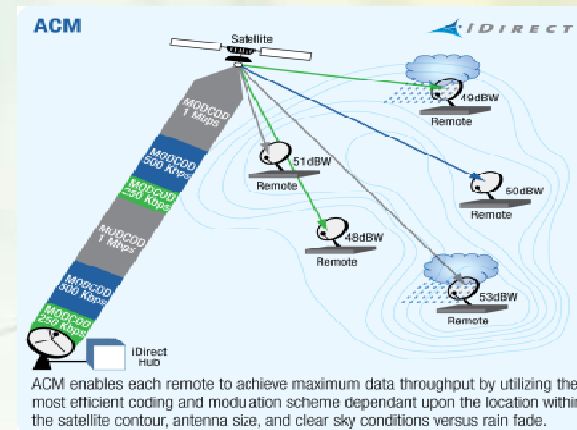 ACM
iDIRECT
Satellite
MODCOD
1 Mbps
MODCOD
500 Kbps
MODCOD
250 Kbps
MODCOD
1 Mbps
MODCOD
500 Kbps
MODCOD
250 Kbps
49dBW
Remote
51dBW
Remote
50dBW
Remote
48dBW
Remote
53dBW
Remote
iDirect
HUB
ACM enables each remote to achieve maximum data throughput by utilizing the
most efficient coding and moduation scheme dependant upon the location within
the satellite contour, antenna size, and clear sky conditions versus rain fade.